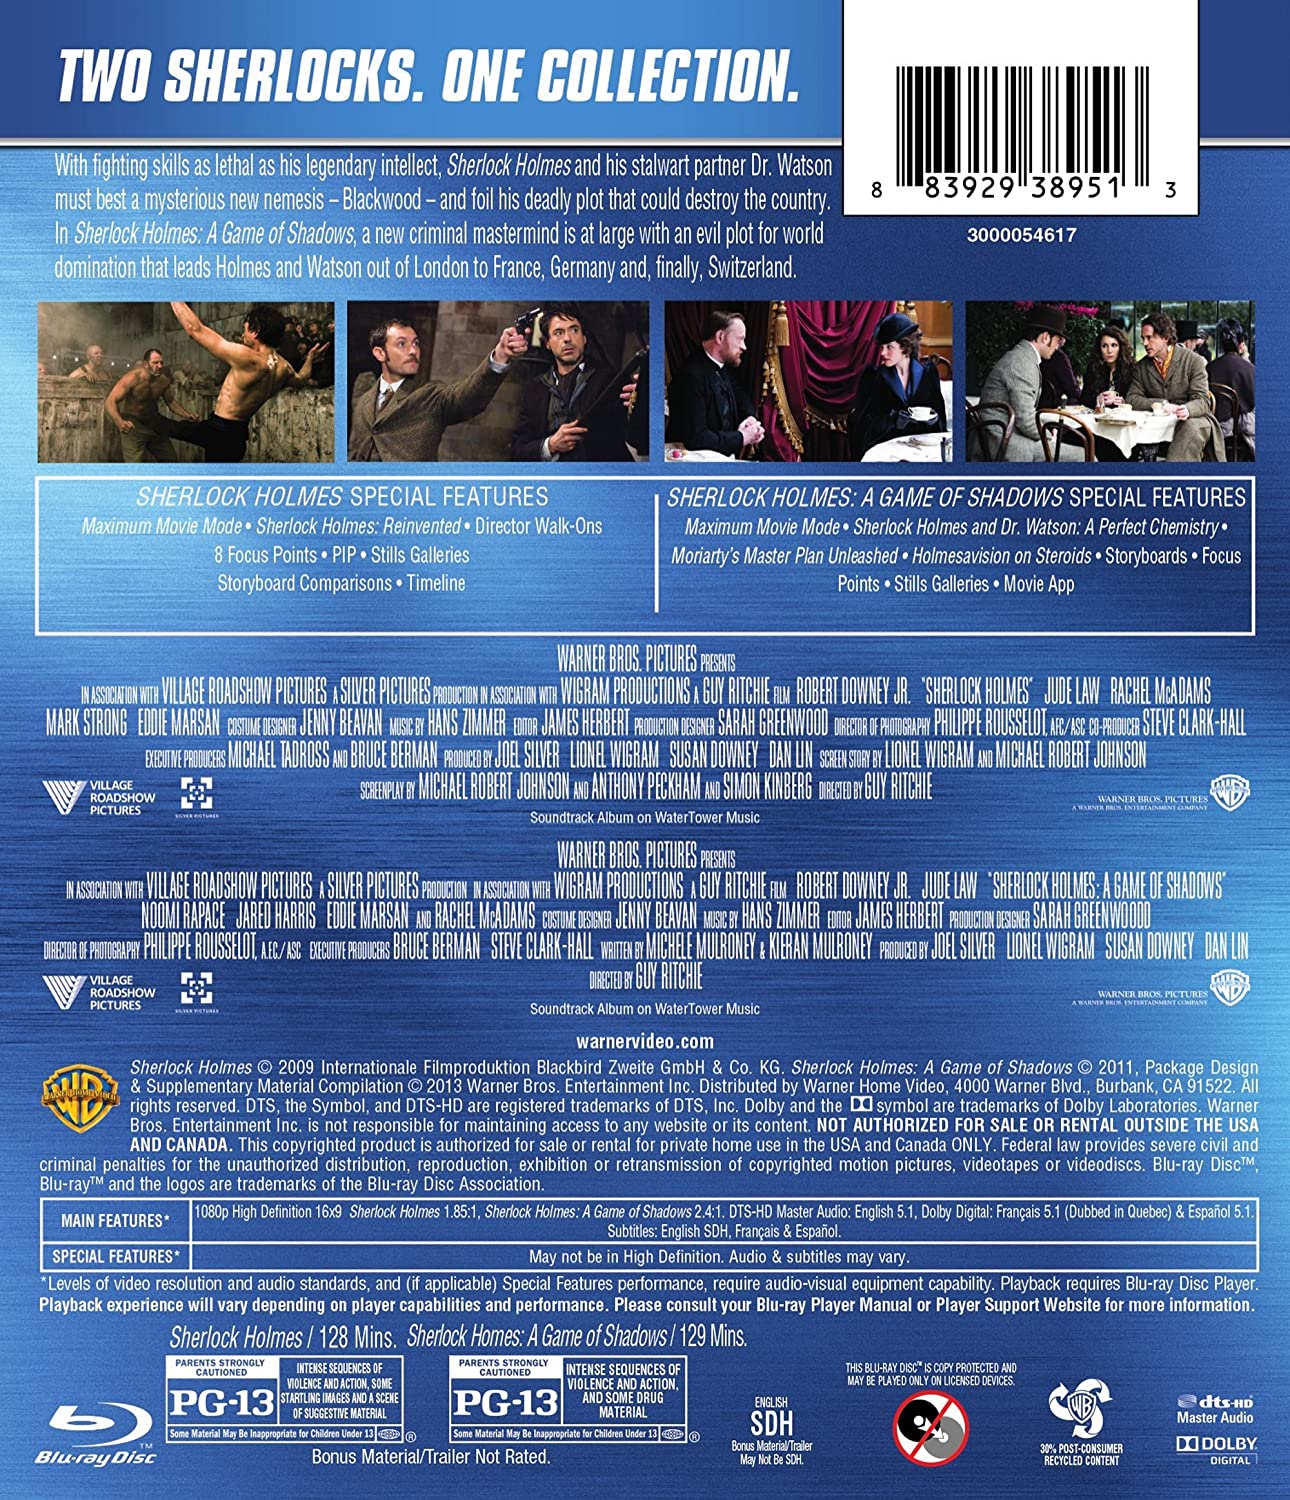 TWO SHERLOCKS. ONE COLLECTION.
8 83929 38951 3
3000054617
With fighting skills as lethal as his legendary intellect, Sherlock Holmes and his stalwart partner Dr. Watson
must best a mysterious new nemesis – Blackwood – and foil his deadly plot that could destroy the country.
In Sherlock Holmes: A Game of Shadows, a new criminal mastermind is at large with an evil plot for world
domination that leads Holmes and Watson out of London to France, Germany and, finally, Switzerland.
SHERLOCK HOLMES SPECIAL FEATURES
Maximum Movie Mode • Sherlock Holmes: Reinvented • Director Walk-Ons
8 Focus Points • PIP • Stills Galleries
Storyboard Comparisons • Timeline
SHERLOCK HOLMES: A GAME OF SHADOWS SPECIAL FEATURES
Maximum Movie Mode • Sherlock Holmes and Dr. Watson: A Perfect Chemistry •
Moriarty's Master Plan Unleashed • Holmesavision on Steroids • Storyboards • Focus
Points • Stills Galleries • Movie App
WARNER BROS. PICTURES PRESENTS
IN ASSOCIATION WITH VILLAGE ROADSHOW PICTURES A SILVER PICTURES PRODUCTION IN ASSOCIATION WITH WIGRAM PRODUCTIONS A GUY RITCHIE FILM ROBERT DOWNEY JR. "SHERLOCK HOLMES" JUDE LAW RACHEL McADAMS
MARK STRONG EDDIE MARSAN COSTUME DESIGNER JENNY BEAVAN MUSIC BY HANS ZIMMER EDITOR JAMES HERBERT PRODUCTION DESIGNER SARAH GREENWOOD DIRECTOR OF PHOTOGRAPHY PHILIPPE ROUSSELOT, AFC/ASC CO-PRODUCER STEVE CLARK-HALL
EXECUTIVE PRODUCERS MICHAEL TADROSS AND BRUCE BERMAN PRODUCED BY JOEL SILVER LIONEL WIGRAM SUSAN DOWNEY DAN LIN SCREEN STORY BY LIONEL WIGRAM AND MICHAEL ROBERT JOHNSON
SCREENPLAY BY MICHAEL ROBERT JOHNSON AND ANTHONY PECKHAM AND SIMON KINBERG DIRECTED BY GUY RITCHIE
VILLAGE
ROADSHOW
PICTURES
SILVER PICTURES
Soundtrack Album on WaterTower Music
WARNER BROS. PICTURES
A WARNER BROS. ENTERTAINMENT COMPANY
WARNER BROS. PICTURES PRESENTS
IN ASSOCIATION WITH VILLAGE ROADSHOW PICTURES A SILVER PICTURES PRODUCTION IN ASSOCIATION WITH WIGRAM PRODUCTIONS A GUY RITCHIE FILM ROBERT DOWNEY JR. JUDE LAW "SHERLOCK HOLMES: A GAME OF SHADOWS"
NOOMI RAPACE JARED HARRIS EDDIE MARSAN AND RACHEL McADAMS COSTUME DESIGNER JENNY BEAVAN MUSIC BY HANS ZIMMER EDITOR JAMES HERBERT PRODUCTION DESIGNER SARAH GREENWOOOD
DIRECTOR OF PHOTOGRAPHY PHILIPPE ROUSSELOT, A.F.C./ ASC EXECUTIVE PRODUCERS BRUCE BERMAN STEVE CLARK-HALL WRITTEN BY MICHELE MULRONEY & KIERAN MULRONEY PRODUCED BY JOEL SILVER LIONEL WIGRAM SUSAN DOWNEY DAN LIN
DIRECTED BY GUY RITCHIE
VILLAGE
ROADSHOW
PICTURES
SILVER PICTURES
Soundtrack Album on WaterTower Music
WARNER BROS. PICTURES
A WARNER BROS. ENTERTAINMENT COMPANY
warnervideo.com
Sherlock Holmes © 2009 Internationale Filmproduktion Blackbird Zweite GmbH & Co. KG. Sherlock Holmes: A Game of Shadows © 2011, Package Design
& Supplementary Material Compilation © 2013 Warner Bros. Entertainment Inc. Distributed by Warner Home Video, 4000 Warner Blvd., Burbank, CA 91522. All
rights reserved. DTS, the Symbol, and DTS-HD are registered trademarks of DTS, Inc. Dolby and the symbol are trademarks of Dolby Laboratories. Warner
Bros. Entertainment Inc. is not responsible for maintaining access to any website or its content. NOT AUTHORIZED FOR SALE OR RENTAL OUTSIDE THE USA
AND CANADA. This copyrighted product is authorized for sale or rental for private home use in the USA and Canada ONLY. Federal law provides severe civil and
criminal penalties for the unauthorized distribution, reproduction, exhibition or retransmission of copyrighted motion pictures, videotapes or videodiscs. Blu-ray Disc™,
Blu-ray™ and the logos are trademarks of the Blu-ray Disc Association.
MAIN FEATURES*
1080p High Definition 16x9 Sherlock Holmes 1.85:1, Sherlock Holmes: A Game of Shadows 2.4:1. DTS-HD Master Audio: English 5.1, Dolby Digital: Français 5.1 (Dubbed in Quebec) & Español 5.1.
Subtitles: English SDH, Français & Español.
SPECIAL FEATURES*
May not be in High Definition. Audio & subtitles may vary.
*Levels of video resolution and audio standards, and (if applicable) Special Features performance, require audio-visual equipment capability. Playback requires Blu-ray Disc Player.
Playback experience will vary depending on player capabilities and performance. Please consult your Blu-ray Player Manual or Player Support Website for more information.
Sherlock Holmes / 128 Mins. Sherlock Homes: A Game of Shadows / 129 Mins.
PARENTS STRONGLY
CAUTIONED
PG-13
INTENSE SEQUENCES OF
VIOLENCE AND ACTION, SOME
STARTLING IMAGES AND A SCENE
OF SUGGESTIVE MATERIAL
Some Material May Be Inappropriate for Children Under 13 ®
PARENTS STRONGLY
CAUTIONED
PG-13
INTENSE SEQUENCES OF
VIOLENCE AND ACTION,
AND SOME DRUG
MATERIAL
Some Material May Be Inappropriate for Children Under 13 ®
Bonus Material/Trailer Not Rated.
Blu-ray Disc™
ENGLISH
SDH
Bonus Material/Trailer
May Not Be SDH.
THIS BLU-RAY DISC™ IS COPY PROTECTED AND
MAY BE PLAYED ONLY ON LICENSED DEVICES.
30% POST-CONSUMER
RECYCLED CONTENT
dts-HD
Master Audio
DOLBY
DIGITAL